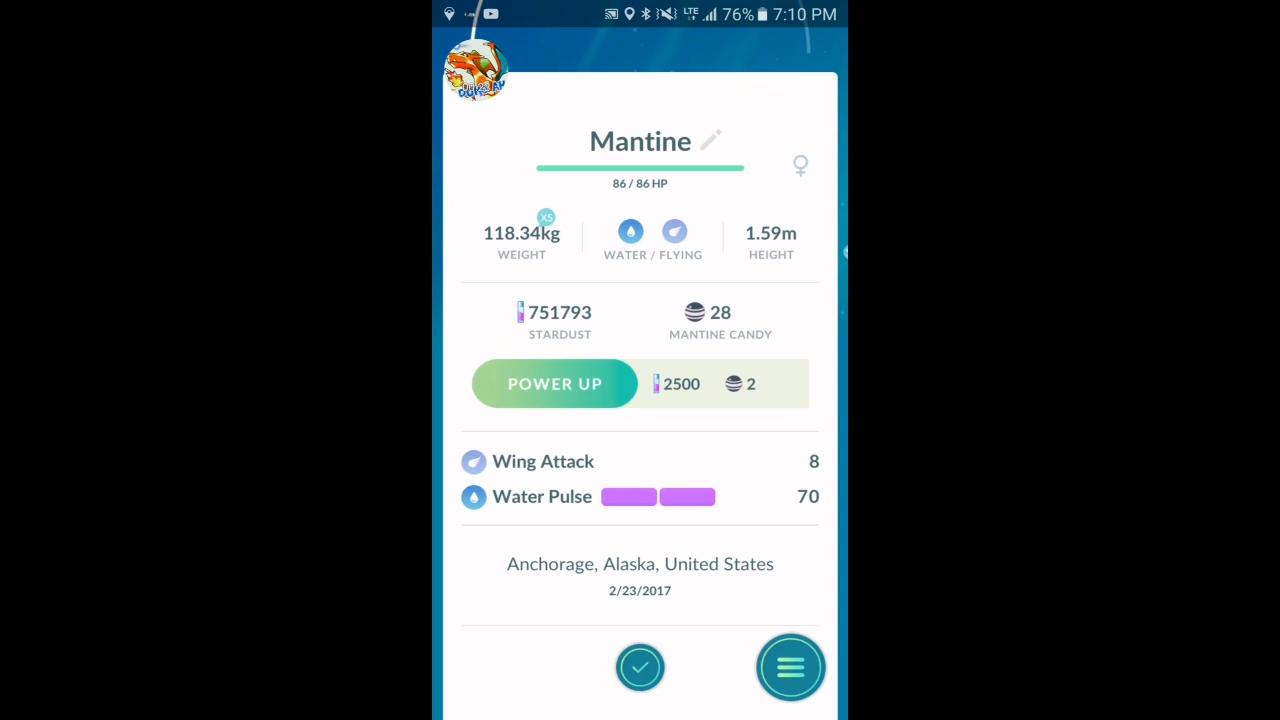 LTE 76% 7:10 PM
Mantine
86 / 86 HP
XS
118.34kg
WEIGHT
WATER / FLYING
1.59m
HEIGHT
751793
STARDUST
28
MANTINE CANDY
POWER UP 2500 2
Wing Attack 8
Water Pulse 70
Anchorage, Alaska, United States
2/23/2017